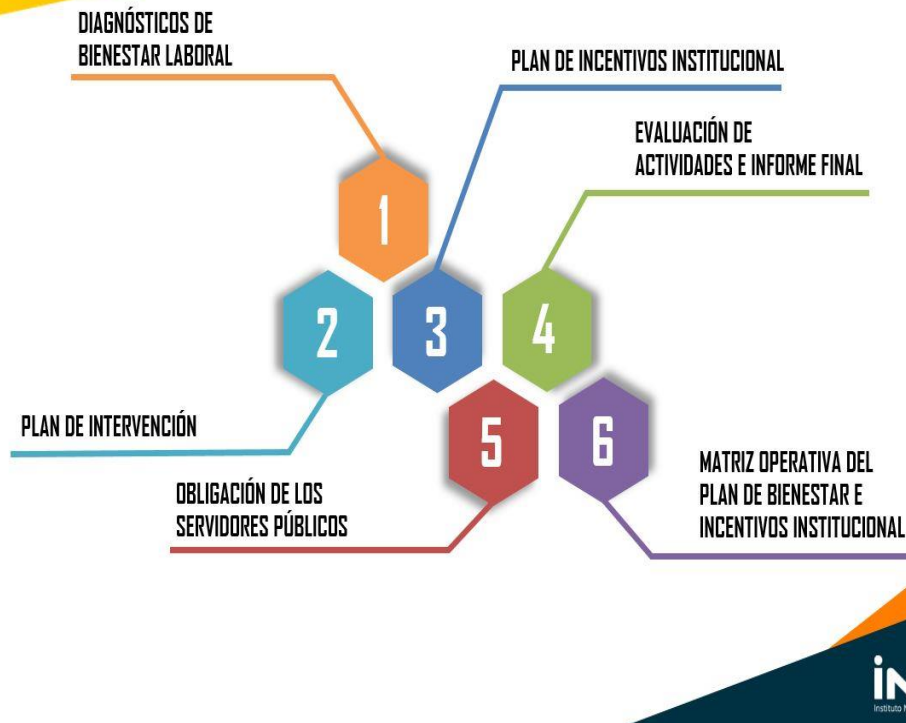 DIAGNÓSTICOS DE
BIENESTAR LABORAL
PLAN DE INCENTIVOS INSTITUCIONAL
EVALUACIÓN DE
ACTIVIDADES E INFORME FINAL
1
2
3
4
5
6
PLAN DE INTERVENCIÓN
OBLIGACIÓN DE LOS
SERVIDORES PÚBLICOS
MATRIZ OPERATIVA DEL
PLAN DE BIENESTAR E
INCENTIVOS INSTITUCIONAL
Instituto